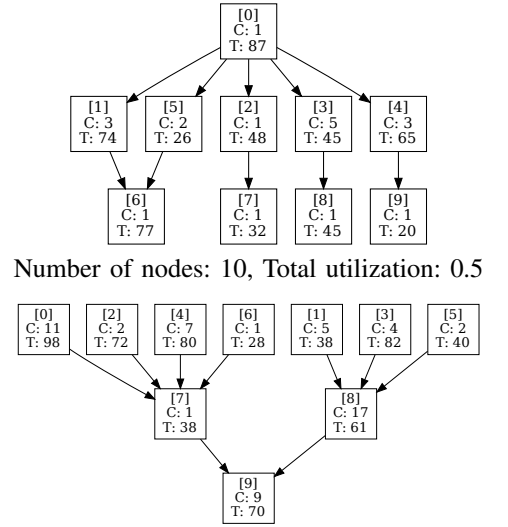 [0]
C: 1
T: 87
[1]
C: 3
T: 74
[5]
C: 2
T: 26
[2]
C: 1
T: 48
[3]
C: 5
T: 45
[4]
C: 3
T: 65
[6]
C: 1
T: 77
[7]
C: 1
T: 32
[8]
C: 1
T: 45
[9]
C: 1
T: 20
Number of nodes: 10, Total utilization: 0.5
[0]
C: 11
T: 98
[2]
C: 2
T: 72
[4]
C: 7
T: 80
[6]
C: 1
T: 28
[1]
C: 5
T: 38
[3]
C: 4
T: 82
[5]
C: 2
T: 40
[7]
C: 1
T: 38
[8]
C: 17
T: 61
[9]
C: 9
T: 70